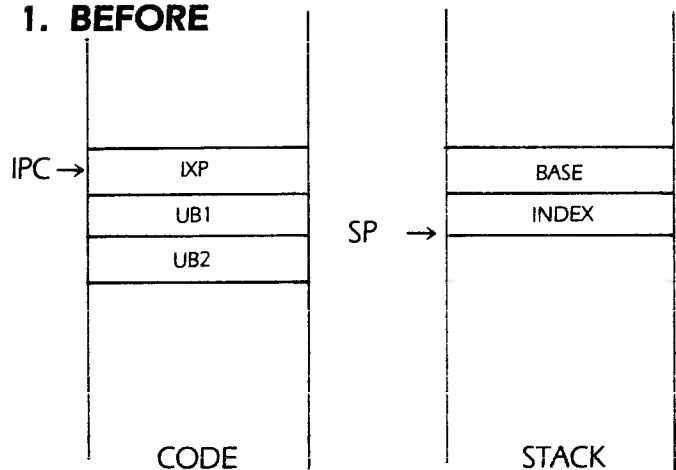 1. BEFORE
IPC → IXP BASE
UB1 INDEX
SP →
UB2
CODE STACK